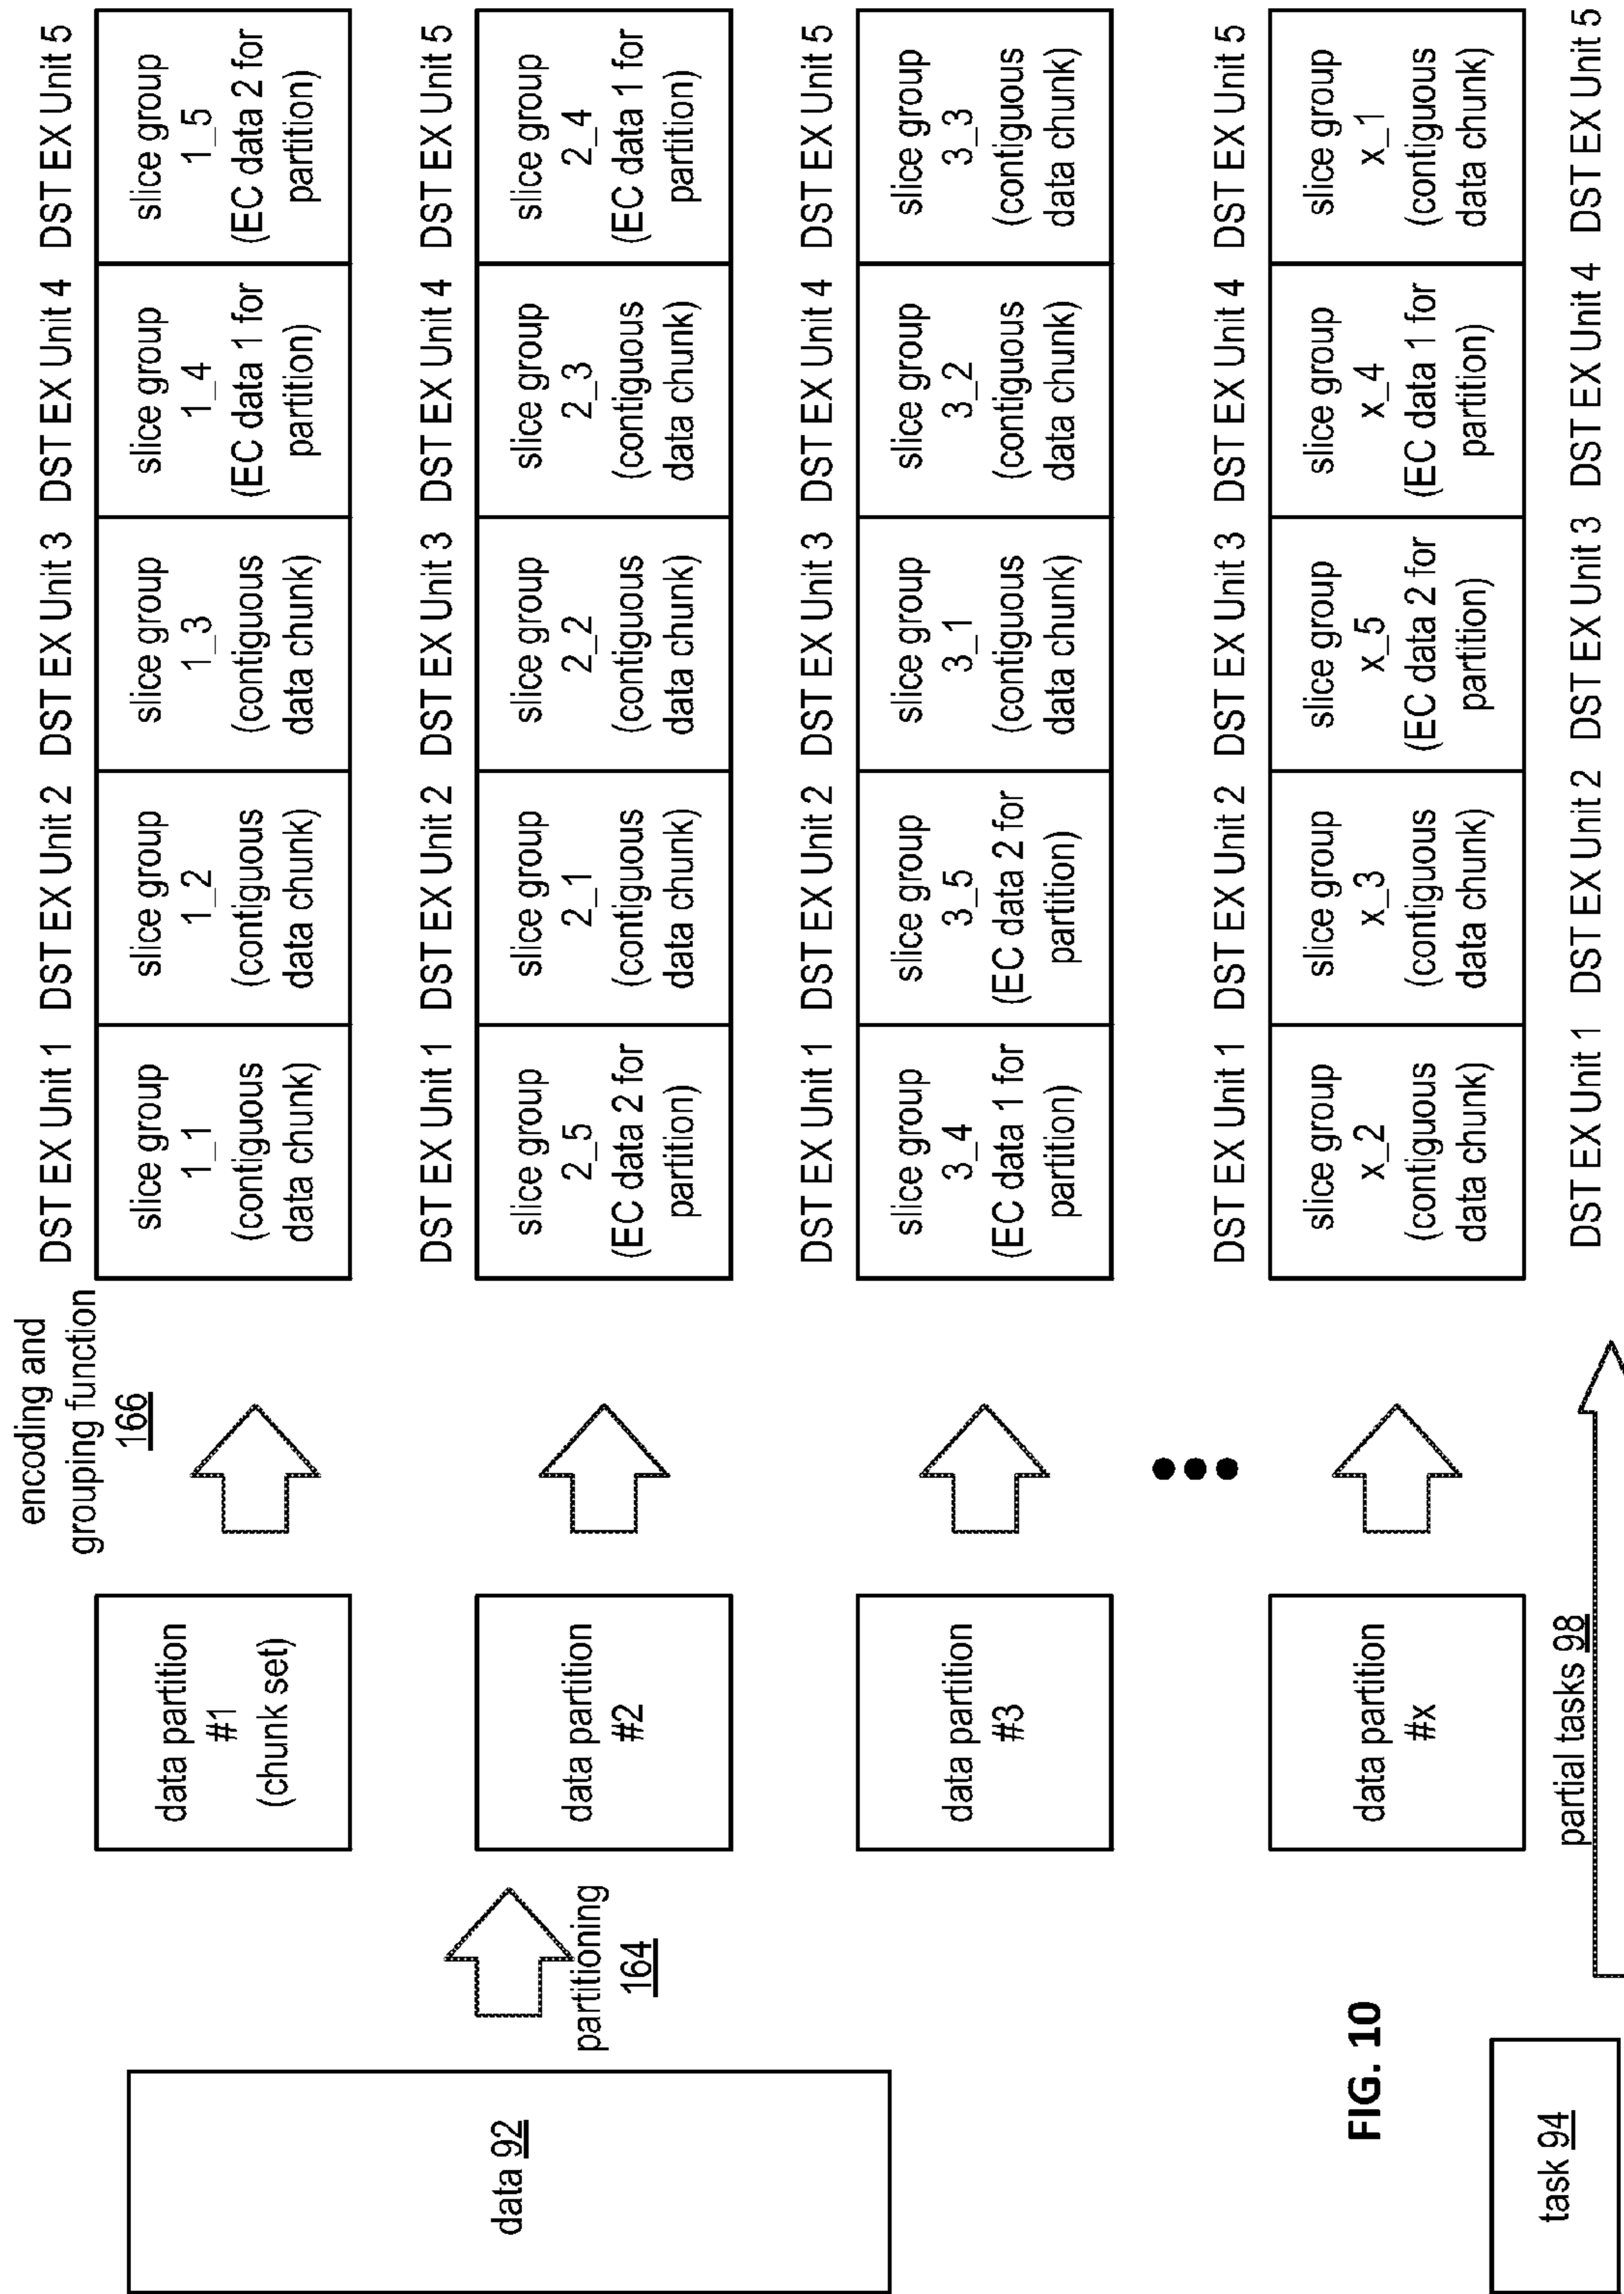 encoding and
grouping function
166
DST EX Unit 1 DST EX Unit 2 DST EX Unit 3 DST EX Unit 4 DST EX Unit 5
data partition
#1
(chunk set)
slice group
1_1
(contiguous
data chunk)
slice group
1_2
(contiguous
data chunk)
slice group
1_3
(contiguous
data chunk)
slice group
1_4
(EC data 1 for
partition)
slice group
1_5
(EC data 2 for
partition)
data 92
partitioning
164
DST EX Unit 1 DST EX Unit 2 DST EX Unit 3 DST EX Unit 4 DST EX Unit 5
data partition
#2
slice group
2_5
(EC data 2 for
partition)
slice group
2_1
(contiguous
data chunk)
slice group
2_2
(contiguous
data chunk)
slice group
2_3
(contiguous
data chunk)
slice group
2_4
(EC data 1 for
partition)
DST EX Unit 1 DST EX Unit 2 DST EX Unit 3 DST EX Unit 4 DST EX Unit 5
data partition
#3
slice group
3_4
(EC data 1 for
partition)
slice group
3_5
(EC data 2 for
partition)
slice group
3_1
(contiguous
data chunk)
slice group
3_2
(contiguous
data chunk)
slice group
3_3
(contiguous
data chunk)
DST EX Unit 1 DST EX Unit 2 DST EX Unit 3 DST EX Unit 4 DST EX Unit 5
data partition
#x
slice group
x_2
(contiguous
data chunk)
slice group
x_3
(contiguous
data chunk)
slice group
x_5
(EC data 2 for
partition)
slice group
x_4
(EC data 1 for
partition)
slice group
x_1
(contiguous
data chunk)
FIG. 10
task 94
partial tasks 98
DST EX Unit 1 DST EX Unit 2 DST EX Unit 3 DST EX Unit 4 DST EX Unit 5